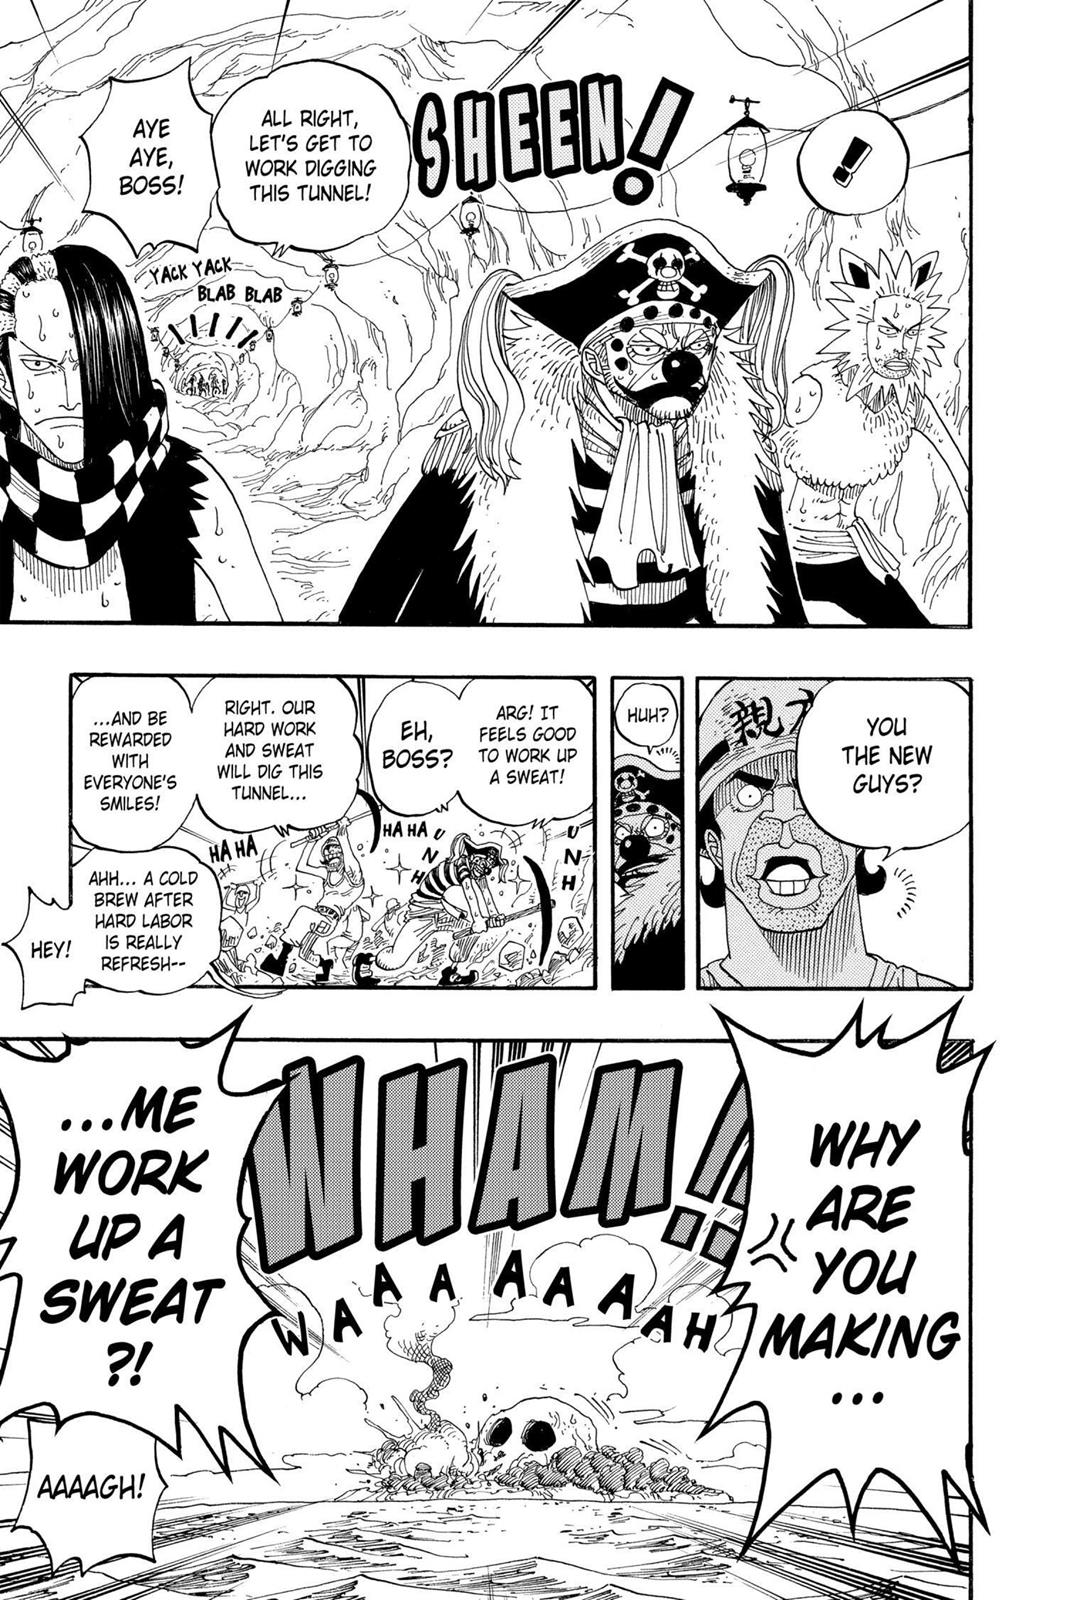 !
SHEEN!
ALL RIGHT,
LET'S GET TO
WORK DIGGING
THIS TUNNEL!
AYE
AYE,
BOSS!
YACK YACK
BLAB BLAB
YOU
THE NEW
GUYS?
親方
HUH?
ARG! IT
FEELS GOOD
TO WORK UP
A SWEAT!
EH,
BOSS?
UNH
UNH
HA HA
RIGHT. OUR
HARD WORK
AND SWEAT
WILL DIG THIS
TUNNEL...
...AND BE
REWARDED
WITH
EVERYONE'S
SMILES!
HA HA
AHH... A COLD
BREW AFTER
HARD LABOR
IS REALLY
REFRESH--
HEY!
WHY
ARE
YOU
MAKING
...
WHAM!!
WAAAAAAAH
...ME
WORK
UP A
SWEAT
?!
AAAAGH!